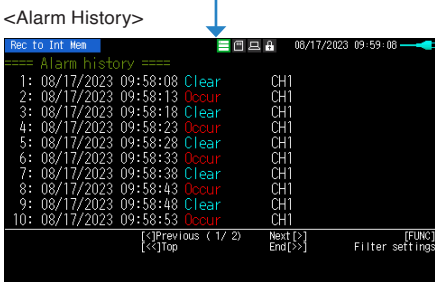 <Alarm History>
Rec to Int Mem 08/17/2023 09:59:08
==== Alarm history ====
1: 08/17/2023 09:58:08 Clear CH1
2: 08/17/2023 09:58:13 Occur CH1
3: 08/17/2023 09:58:18 Clear CH1
4: 08/17/2023 09:58:23 Occur CH1
5: 08/17/2023 09:58:28 Clear CH1
6: 08/17/2023 09:58:33 Occur CH1
7: 08/17/2023 09:58:38 Clear CH1
8: 08/17/2023 09:58:43 Occur CH1
9: 08/17/2023 09:58:48 Clear CH1
10: 08/17/2023 09:58:53 Occur CH1
[<]Previous ( 1/ 2) Next[>] [FUNC]
[<<]Top End[>>] Filter settings